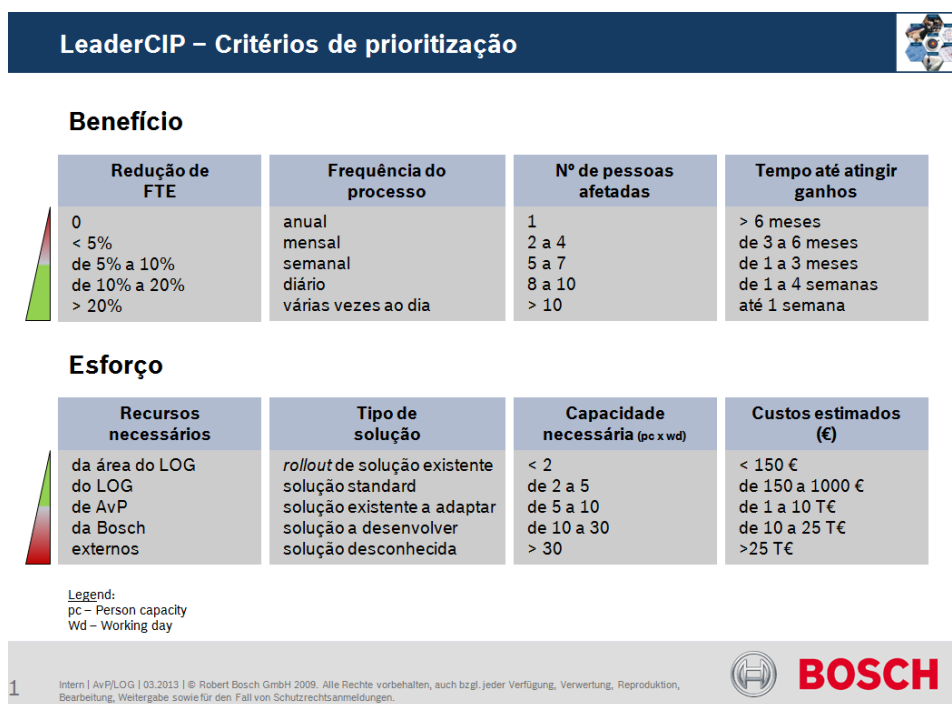 LeaderCIP – Critérios de prioritização
Benefício
Redução de
FTE
0
< 5%
de 5% a 10%
de 10% a 20%
> 20%
Frequência do
processo
anual
mensal
semanal
diário
várias vezes ao dia
Nº de pessoas
afetadas
1
2 a 4
5 a 7
8 a 10
> 10
Tempo até atingir
ganhos
> 6 meses
de 3 a 6 meses
de 1 a 3 meses
de 1 a 4 semanas
até 1 semana
Esforço
Recursos
necessários
da área do LOG
do LOG
de AvP
da Bosch
externos
Tipo de
solução
rollout de solução existente
solução standard
solução existente a adaptar
solução a desenvolver
solução desconhecida
Capacidade
necessária (pc x wd)
< 2
de 2 a 5
de 5 a 10
de 10 a 30
> 30
Custos estimados
(€)
< 150 €
de 150 a 1000 €
de 1 a 10 T€
de 10 a 25 T€
>25 T€
Legend:
pc – Person capacity
Wd – Working day
1
Intern | AvP/LOG | 03.2013 | © Robert Bosch GmbH 2009. Alle Rechte vorbehalten, auch bzgl. jeder Verfügung, Verwertung, Reproduktion,
Bearbeitung, Weitergabe sowie für den Fall von Schutzrechtsanmeldungen.
BOSCH